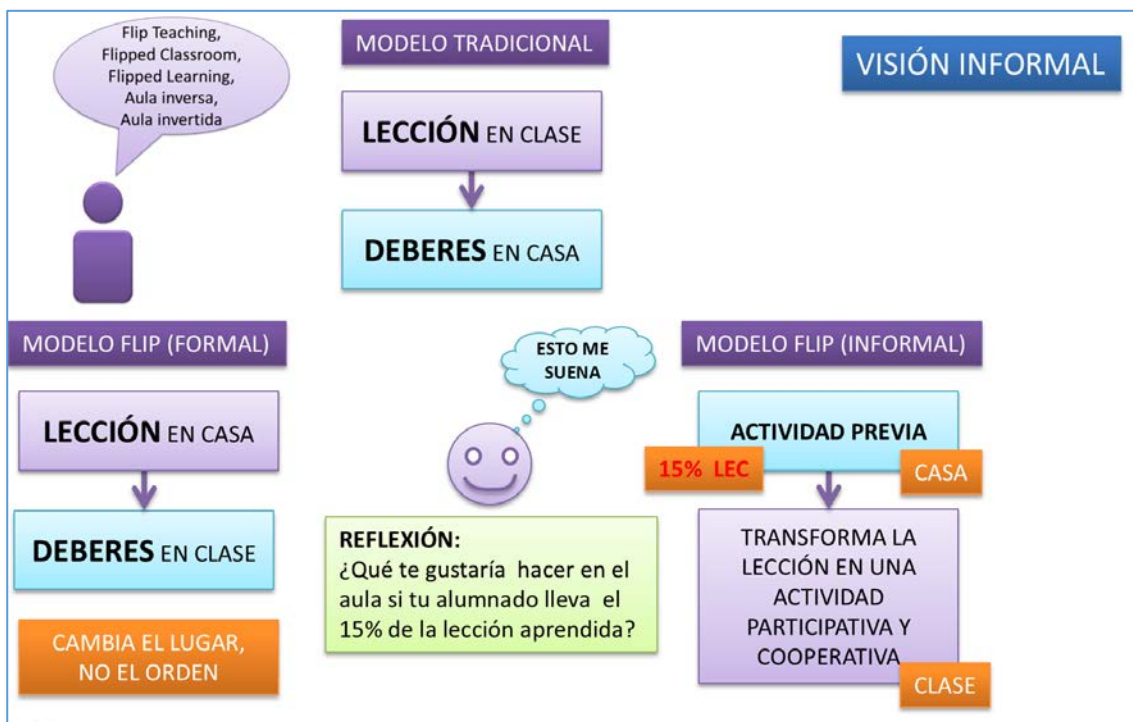 Flip Teaching,
Flipped Classroom,
Flipped Learning,
Aula inversa,
Aula invertida
MODELO TRADICIONAL
VISIÓN INFORMAL
LECCIÓN EN CLASE
DEBERES EN CASA
MODELO FLIP (FORMAL)
LECCIÓN EN CASA
DEBERES EN CLASE
CAMBIA EL LUGAR,
NO EL ORDEN
ESTO ME
SUENA
REFLEXIÓN:
¿Qué te gustaría hacer en el
aula si tu alumnado lleva el
15% de la lección aprendida?
MODELO FLIP (INFORMAL)
ACTIVIDAD PREVIA
15% LEC
CASA
TRANSFORMA LA
LECCIÓN EN UNA
ACTIVIDAD
PARTICIPATIVA Y
COOPERATIVA
CLASE